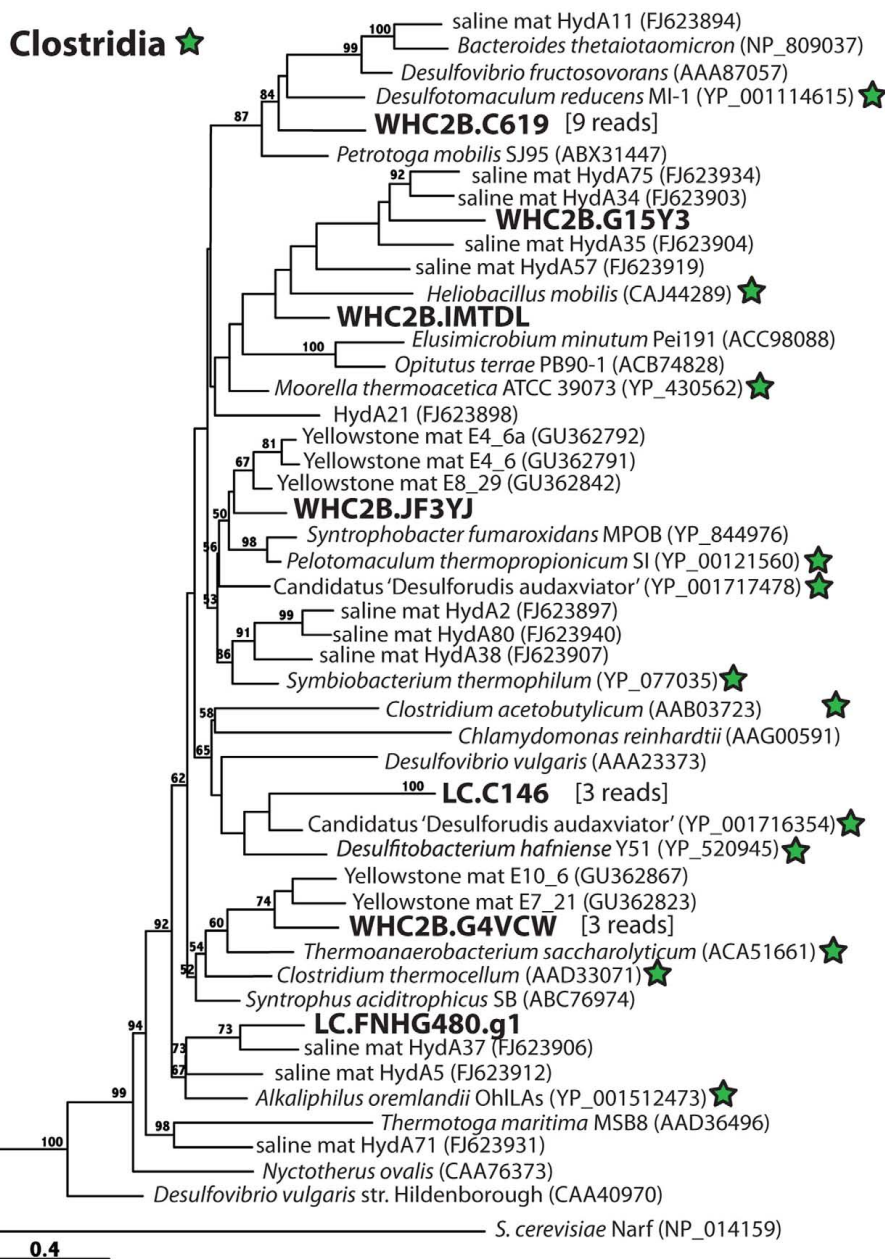 Clostridia
100 saline mat HydA11 (FJ623894)
99 Bacteroides thetaiotaomicron (NP_809037)
Desulfovibrio fructosovorans (AAA87057)
84 Desulfotomaculum reducens MI-1 (YP_001114615)
87 WHC2B.C619 [9 reads]
Petrotoga mobilis SJ95 (ABX31447)
92 saline mat HydA75 (FJ623934)
saline mat HydA34 (FJ623903)
WHC2B.G15Y3
saline mat HydA35 (FJ623904)
saline mat HydA57 (FJ623919)
Heliobacillus mobilis (CAJ44289)
WHC2B.IMTDL
Elusimicrobium minutum Pei191 (ACC98088)
100 Opitutus terrae PB90-1 (ACB74828)
Moorella thermoacetica ATCC 39073 (YP_430562)
HydA21 (FJ623898)
Yellowstone mat E4_6a (GU362792)
81 Yellowstone mat E4_6 (GU362791)
67 Yellowstone mat E8_29 (GU362842)
50 WHC2B.JF3YJ
Syntrophobacter fumaroxidans MPOB (YP_844976)
56 98 Pelotomaculum thermopropionicum SI (YP_00121560)
53 Candidatus 'Desulforudis audaxviator' (YP_001717478)
99 saline mat HydA2 (FJ623897)
91 saline mat HydA80 (FJ623940)
86 saline mat HydA38 (FJ623907)
Symbiobacterium thermophilum (YP_077035)
58 Clostridium acetobutylicum (AAB03723)
Chlamydomonas reinhardtii (AAG00591)
65 Desulfovibrio vulgaris (AAA23373)
62 100 LC.C146 [3 reads]
Candidatus 'Desulforudis audaxviator' (YP_001716354)
Desulfitobacterium hafniense Y51 (YP_520945)
Yellowstone mat E10_6 (GU362867)
74 Yellowstone mat E7_21 (GU362823)
92 60 WHC2B.G4VCW [3 reads]
54 Thermoanaerobacterium saccharolyticum (ACA51661)
52 Clostridium thermocellum (AAD33071)
Syntrophus aciditrophicus SB (ABC76974)
94 73 LC.FNHG480.g1
73 saline mat HydA37 (FJ623906)
67 saline mat HydA5 (FJ623912)
99 Alkaliphilus oremlandii OhlLAs (YP_001512473)
98 Thermotoga maritima MSB8 (AAD36496)
100 saline mat HydA71 (FJ623931)
Nyctotherus ovalis (CAA76373)
Desulfovibrio vulgaris str. Hildenborough (CAA40970)
S. cerevisiae Narf (NP_014159)
0.4